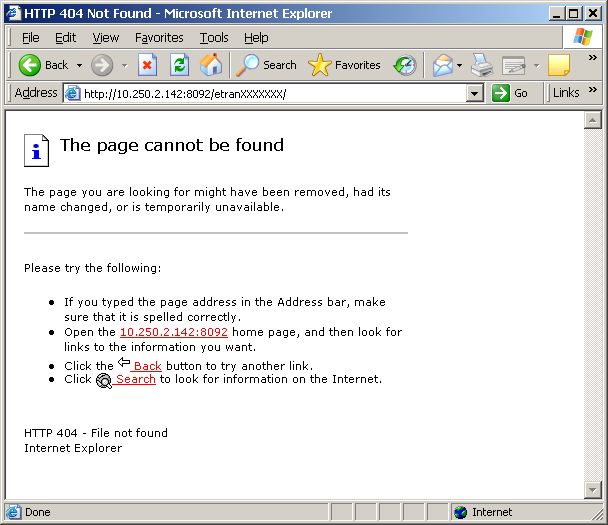 HTTP 404 Not Found - Microsoft Internet Explorer
File Edit View Favorites Tools Help
Back Search Favorites
Address http://10.250.2.142:8092/etranXXXXXXX/ Go Links
The page cannot be found
The page you are looking for might have been removed, had its
name changed, or is temporarily unavailable.
Please try the following:
If you typed the page address in the Address bar, make
sure that it is spelled correctly.
Open the 10.250.2.142:8092 home page, and then look for
links to the information you want.
Click the Back button to try another link.
Click Search to look for information on the Internet.
HTTP 404 - File not found
Internet Explorer
Done Internet